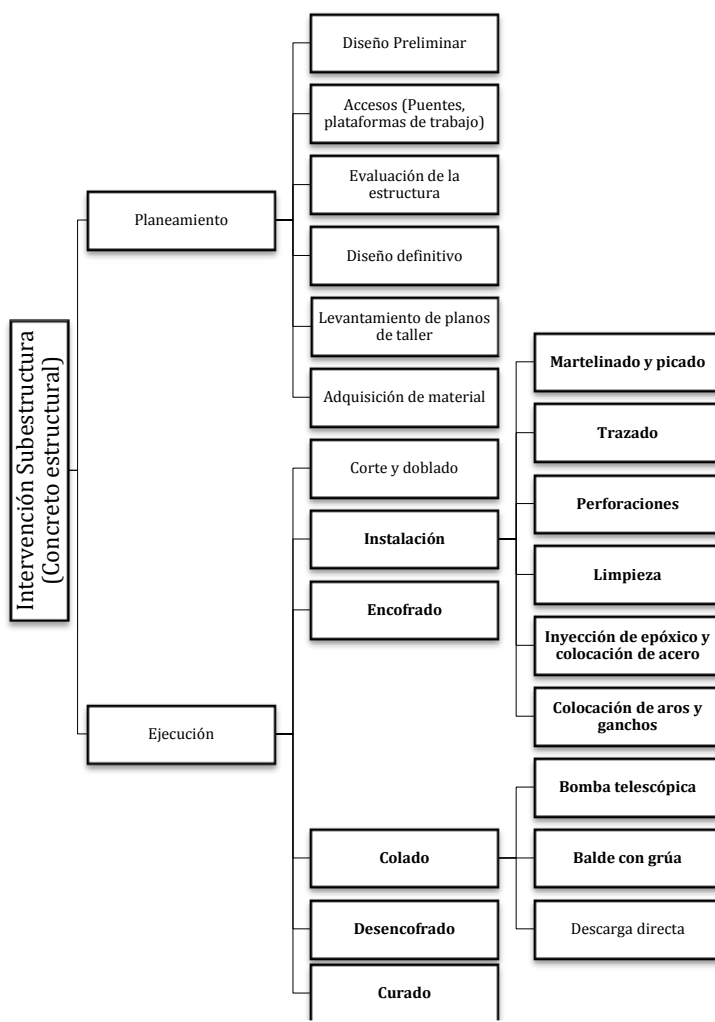 Intervención Subestructura
(Concreto estructural)
Planeamiento
Diseño Preliminar
Accesos (Puentes,
plataformas de trabajo)
Evaluación de la
estructura
Diseño definitivo
Levantamiento de planos
de taller
Adquisición de material
Ejecución
Corte y doblado
Instalación
Martelinado y picado
Trazado
Perforaciones
Limpieza
Inyección de epóxico y
colocación de acero
Colocación de aros y
ganchos
Encofrado
Colado
Bomba telescópica
Balde con grúa
Descarga directa
Desencofrado
Curado